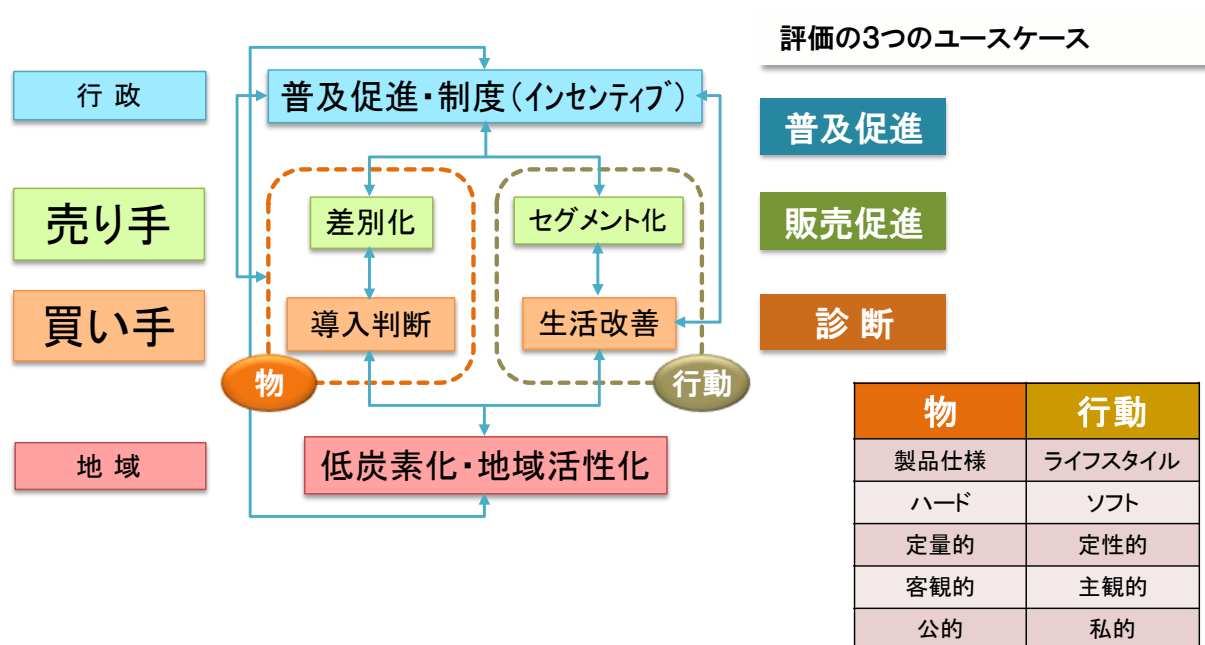 評価の3つのユースケース
行 政
普及促進・制度(インセンティブ)
普及促進
売り手
差別化
セグメント化
販売促進
買い手
導入判断
生活改善
診 断
物
行動
地 域
低炭素化・地域活性化
物 行動
製品仕様 ライフスタイル
ハード ソフト
定量的 定性的
客観的 主観的
公的 私的